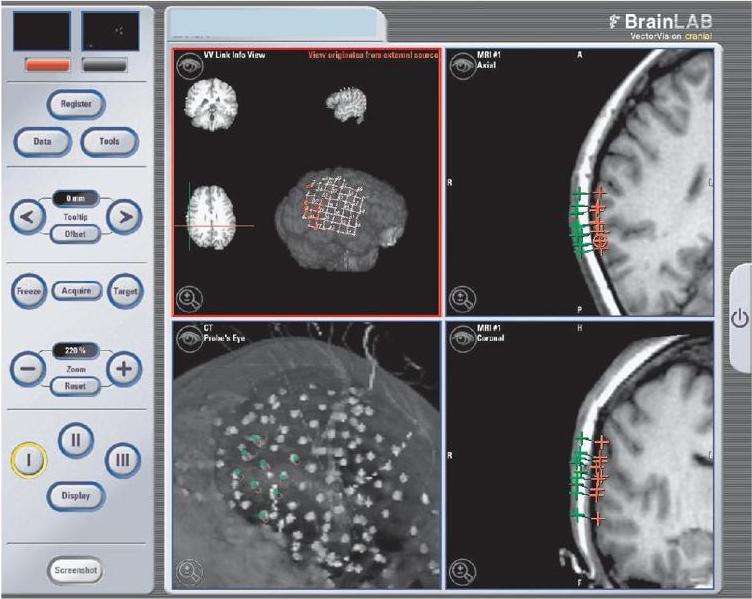 BrainLAB
VectorVision cranial
Register
Data
Tools
0 mm
Tooltip
Offset
Freeze
Acquire
Target
220 %
Zoom
Reset
I
II
III
Display
Screenshot
VV Link Info View
View originates from external source
MRI #1
Axial
A
R
L
P
CT
Probe's Eye
MRI #1
Coronal
H
R
L
F